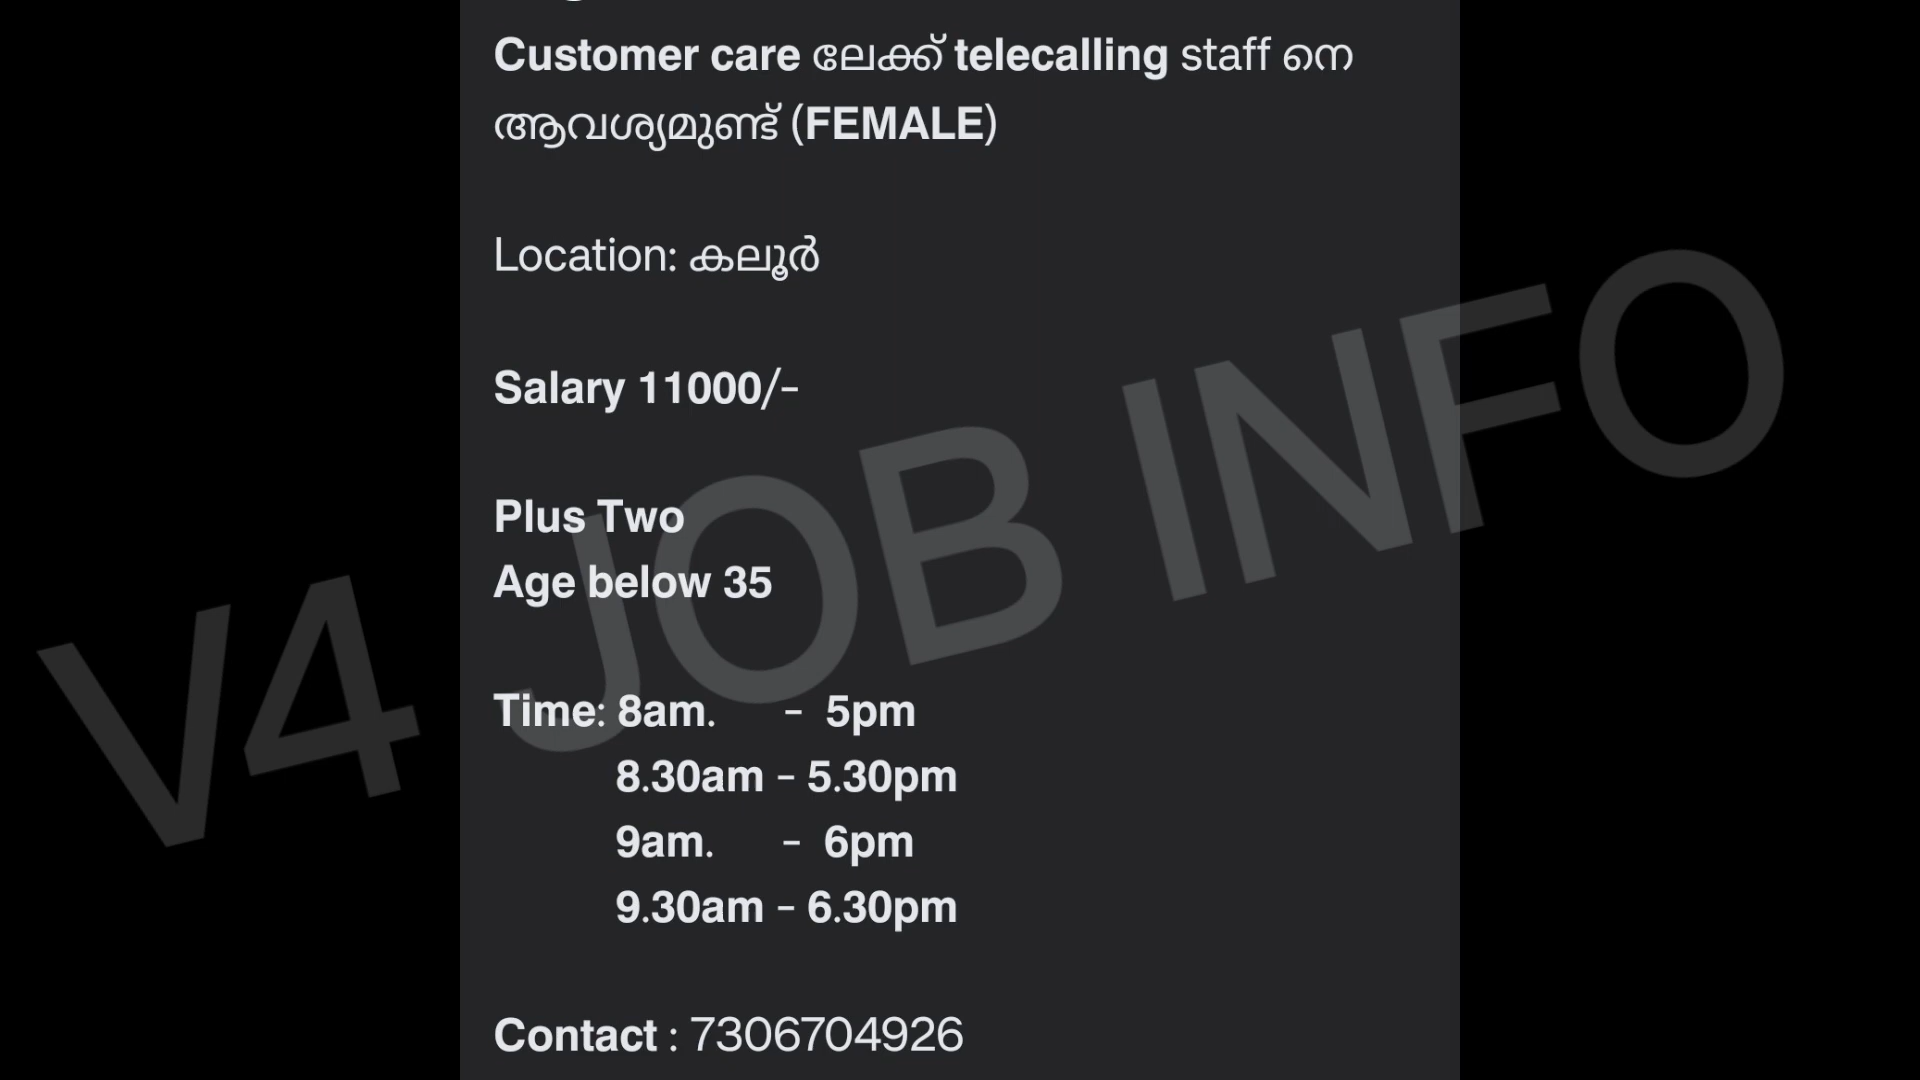 Customer care ലേക്ക് telecalling staff നെ
ആവശ്യമുണ്ട് (FEMALE)
Location: കലൂർ
Salary 11000/-
Plus Two
Age below 35
Time: 8am. - 5pm
8.30am - 5.30pm
9am. - 6pm
9.30am - 6.30pm
Contact : 7306704926
V4 JOB INFO